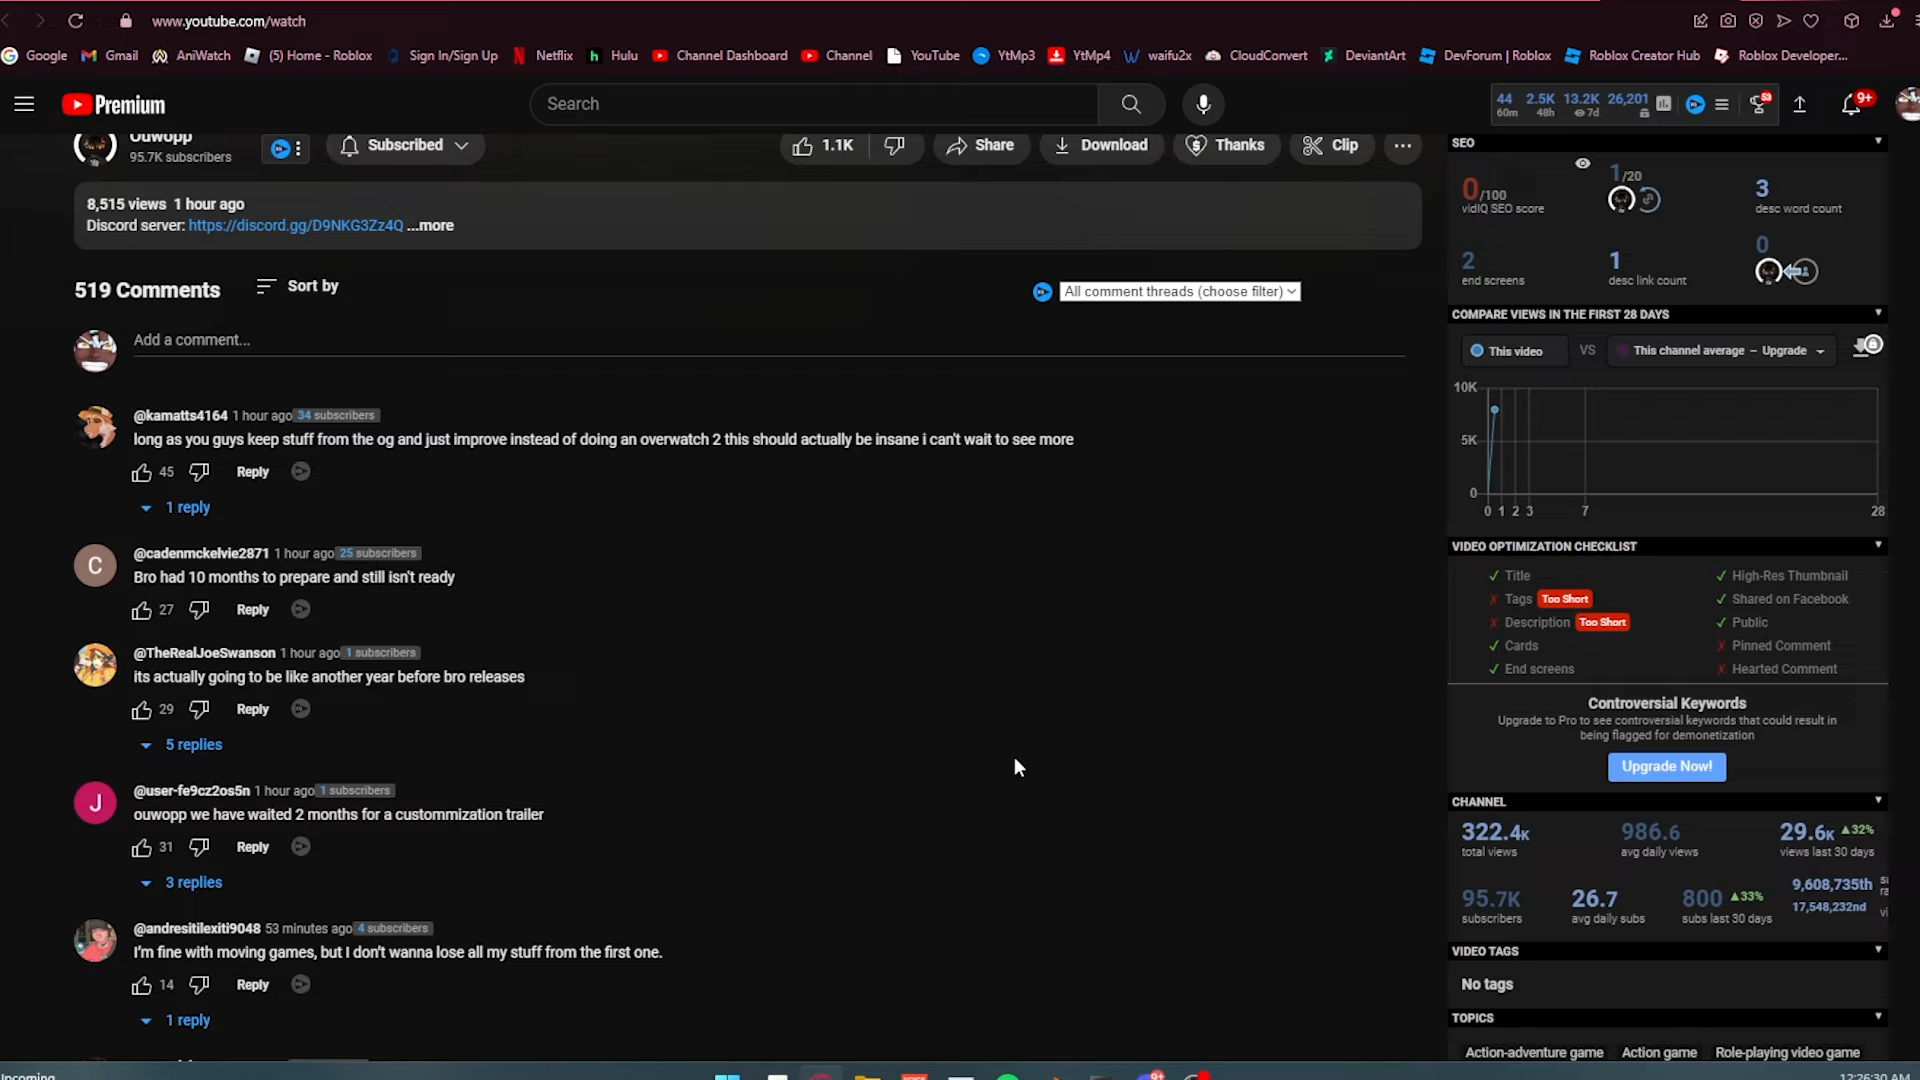 www.youtube.com/watch
Google Gmail AniWatch (5) Home - Roblox Sign In/Sign Up Netflix Hulu Channel Dashboard Channel YouTube YtMp3 YtMp4 waifu2x CloudConvert DeviantArt DevForum | Roblox Roblox Creator Hub Roblox Developer...
Premium
Search
44 2.5K 13.2K 26,201
60m 48h 7d
53
9+
Ouwopp
95.7K subscribers
Subscribed
1.1K
Share
Download
Thanks
Clip
8,515 views 1 hour ago
Discord server: https://discord.gg/D9NKG3Zz4Q ...more
519 Comments
Sort by
All comment threads (choose filter)
Add a comment...
@kamatts4164 1 hour ago 34 subscribers
long as you guys keep stuff from the og and just improve instead of doing an overwatch 2 this should actually be insane i can't wait to see more
45 Reply
1 reply
C
@cadenmckelvie2871 1 hour ago 25 subscribers
Bro had 10 months to prepare and still isn't ready
27 Reply
@TheRealJoeSwanson 1 hour ago 1 subscribers
its actually going to be like another year before bro releases
29 Reply
5 replies
J
@user-fe9cz2os5n 1 hour ago 1 subscribers
ouwopp we have waited 2 months for a custommization trailer
31 Reply
3 replies
@andresitilexiti9048 53 minutes ago 4 subscribers
I'm fine with moving games, but I don't wanna lose all my stuff from the first one.
14 Reply
1 reply
SEO
0/100
vidIQ SEO score
1/20
3
desc word count
2
end screens
1
desc link count
0
COMPARE VIEWS IN THE FIRST 28 DAYS
This video VS This channel average – Upgrade
10K
5K
0
0 1 2 3 7 28
VIDEO OPTIMIZATION CHECKLIST
Title
Tags Too Short
Description Too Short
Cards
End screens
High-Res Thumbnail
Shared on Facebook
Public
Pinned Comment
Hearted Comment
Controversial Keywords
Upgrade to Pro to see controversial keywords that could result in
being flagged for demonetization
Upgrade Now!
CHANNEL
322.4K
total views
986.6
avg daily views
29.6K 32%
views last 30 days
95.7K
subscribers
26.7
avg daily subs
800 33%
subs last 30 days
9,608,735th
17,548,232nd
VIDEO TAGS
No tags
TOPICS
Action-adventure game Action game Role-playing video game
9+
12:26:30 AM